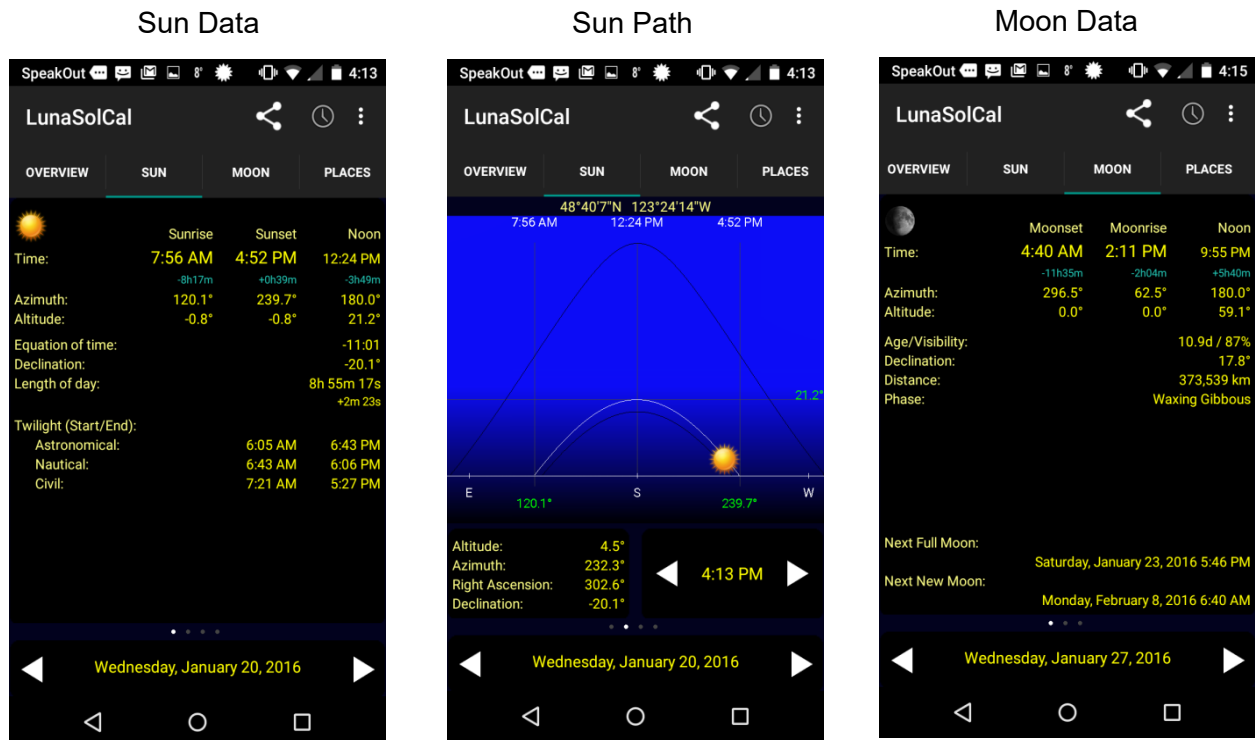 Sun Data
SpeakOut 8° 4:13
LunaSolCal
OVERVIEW SUN MOON PLACES
Sunrise Sunset Noon
Time: 7:56 AM 4:52 PM 12:24 PM
-8h17m +0h39m -3h49m
Azimuth: 120.1° 239.7° 180.0°
Altitude: -0.8° -0.8° 21.2°
Equation of time: -11:01
Declination: -20.1°
Length of day: 8h 55m 17s
+2m 23s
Twilight (Start/End):
Astronomical: 6:05 AM 6:43 PM
Nautical: 6:43 AM 6:06 PM
Civil: 7:21 AM 5:27 PM
Wednesday, January 20, 2016
Sun Path
SpeakOut 8° 4:13
LunaSolCal
OVERVIEW SUN MOON PLACES
48°40'7"N 123°24'14"W
7:56 AM 12:24 PM 4:52 PM
21.2°
E S W
120.1° 239.7°
Altitude: 4.5°
Azimuth: 232.3°
Right Ascension: 302.6°
Declination: -20.1°
4:13 PM
Wednesday, January 20, 2016
Moon Data
SpeakOut 8° 4:15
LunaSolCal
OVERVIEW SUN MOON PLACES
Moonset Moonrise Noon
Time: 4:40 AM 2:11 PM 9:55 PM
-11h35m -2h04m +5h40m
Azimuth: 296.5° 62.5° 180.0°
Altitude: 0.0° 0.0° 59.1°
Age/Visibility: 10.9d / 87%
Declination: 17.8°
Distance: 373,539 km
Phase: Waxing Gibbous
Next Full Moon:
Saturday, January 23, 2016 5:46 PM
Next New Moon:
Monday, February 8, 2016 6:40 AM
Wednesday, January 27, 2016